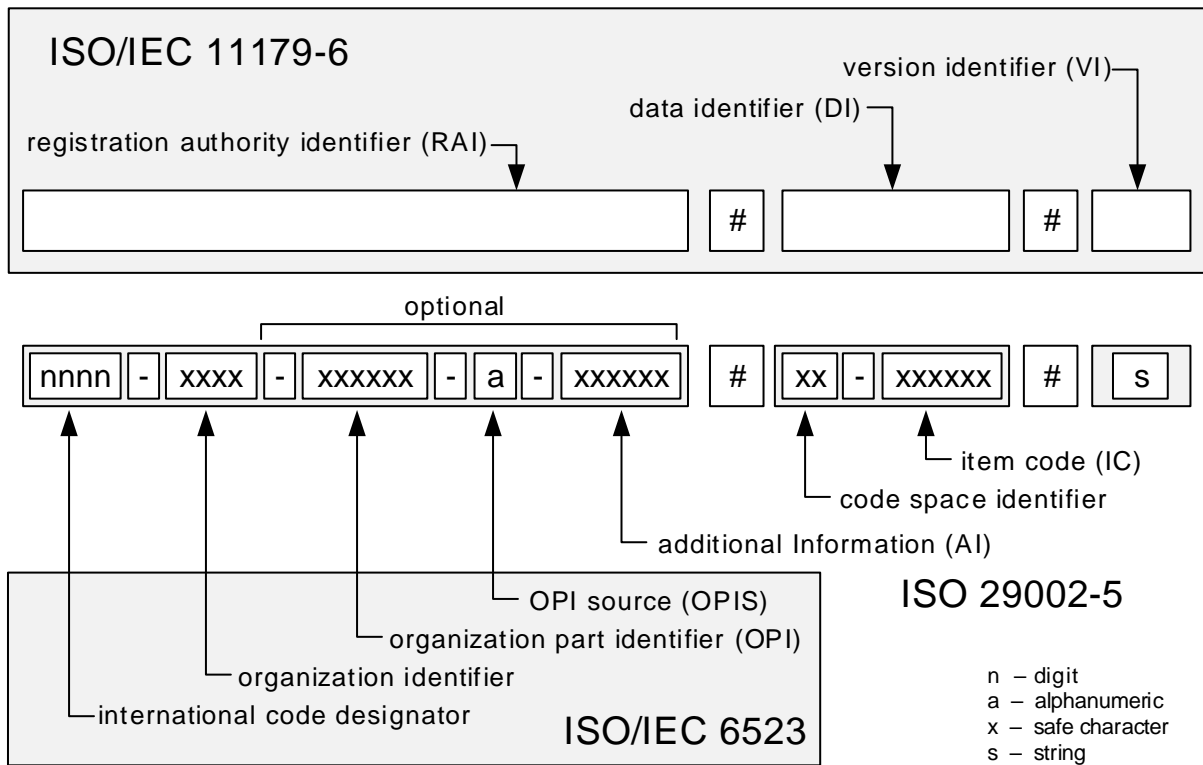 ISO/IEC 11179-6
version identifier (VI)
data identifier (DI)
registration authority identifier (RAI)
# #
optional
nnnn - xxxx - xxxxxx - a - xxxxxx # xx - xxxxxx # s
item code (IC)
code space identifier
additional Information (AI)
ISO 29002-5
OPI source (OPIS)
organization part identifier (OPI)
organization identifier
international code designator
ISO/IEC 6523
n – digit
a – alphanumeric
x – safe character
s – string